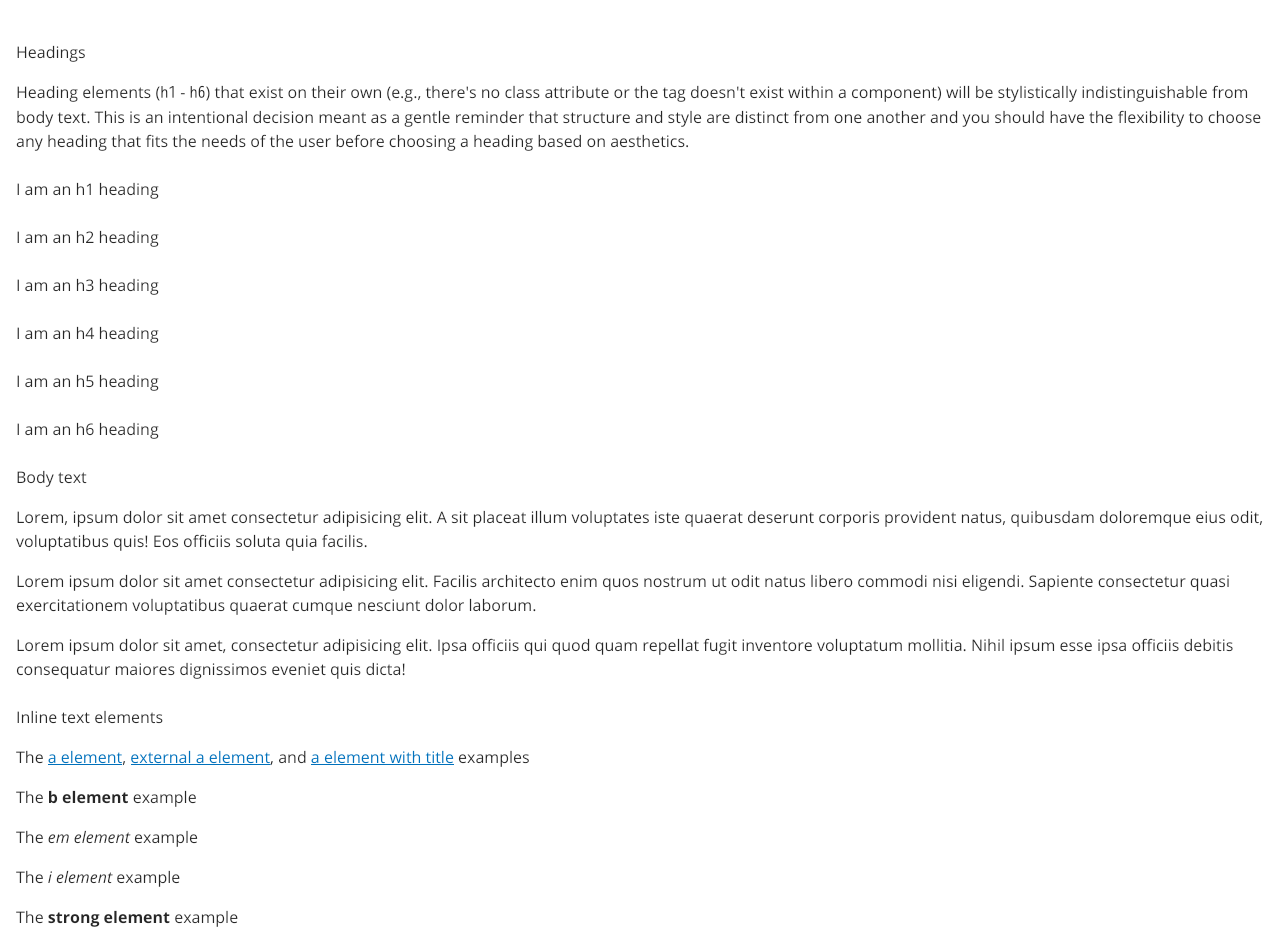 Headings
Heading elements (h1 - h6) that exist on their own (e.g., there's no class attribute or the tag doesn't exist within a component) will be stylistically indistinguishable from
body text. This is an intentional decision meant as a gentle reminder that structure and style are distinct from one another and you should have the flexibility to choose
any heading that fits the needs of the user before choosing a heading based on aesthetics.
I am an h1 heading
I am an h2 heading
I am an h3 heading
I am an h4 heading
I am an h5 heading
I am an h6 heading
Body text
Lorem, ipsum dolor sit amet consectetur adipisicing elit. A sit placeat illum voluptates iste quaerat deserunt corporis provident natus, quibusdam doloremque eius odit,
voluptatibus quis! Eos officiis soluta quia facilis.
Lorem ipsum dolor sit amet consectetur adipisicing elit. Facilis architecto enim quos nostrum ut odit natus libero commodi nisi eligendi. Sapiente consectetur quasi
exercitationem voluptatibus quaerat cumque nesciunt dolor laborum.
Lorem ipsum dolor sit amet, consectetur adipisicing elit. Ipsa officiis qui quod quam repellat fugit inventore voluptatum mollitia. Nihil ipsum esse ipsa officiis debitis
consequatur maiores dignissimos eveniet quis dicta!
Inline text elements
The a element, external a element, and a element with title examples
The b element example
The em element example
The i element example
The strong element example